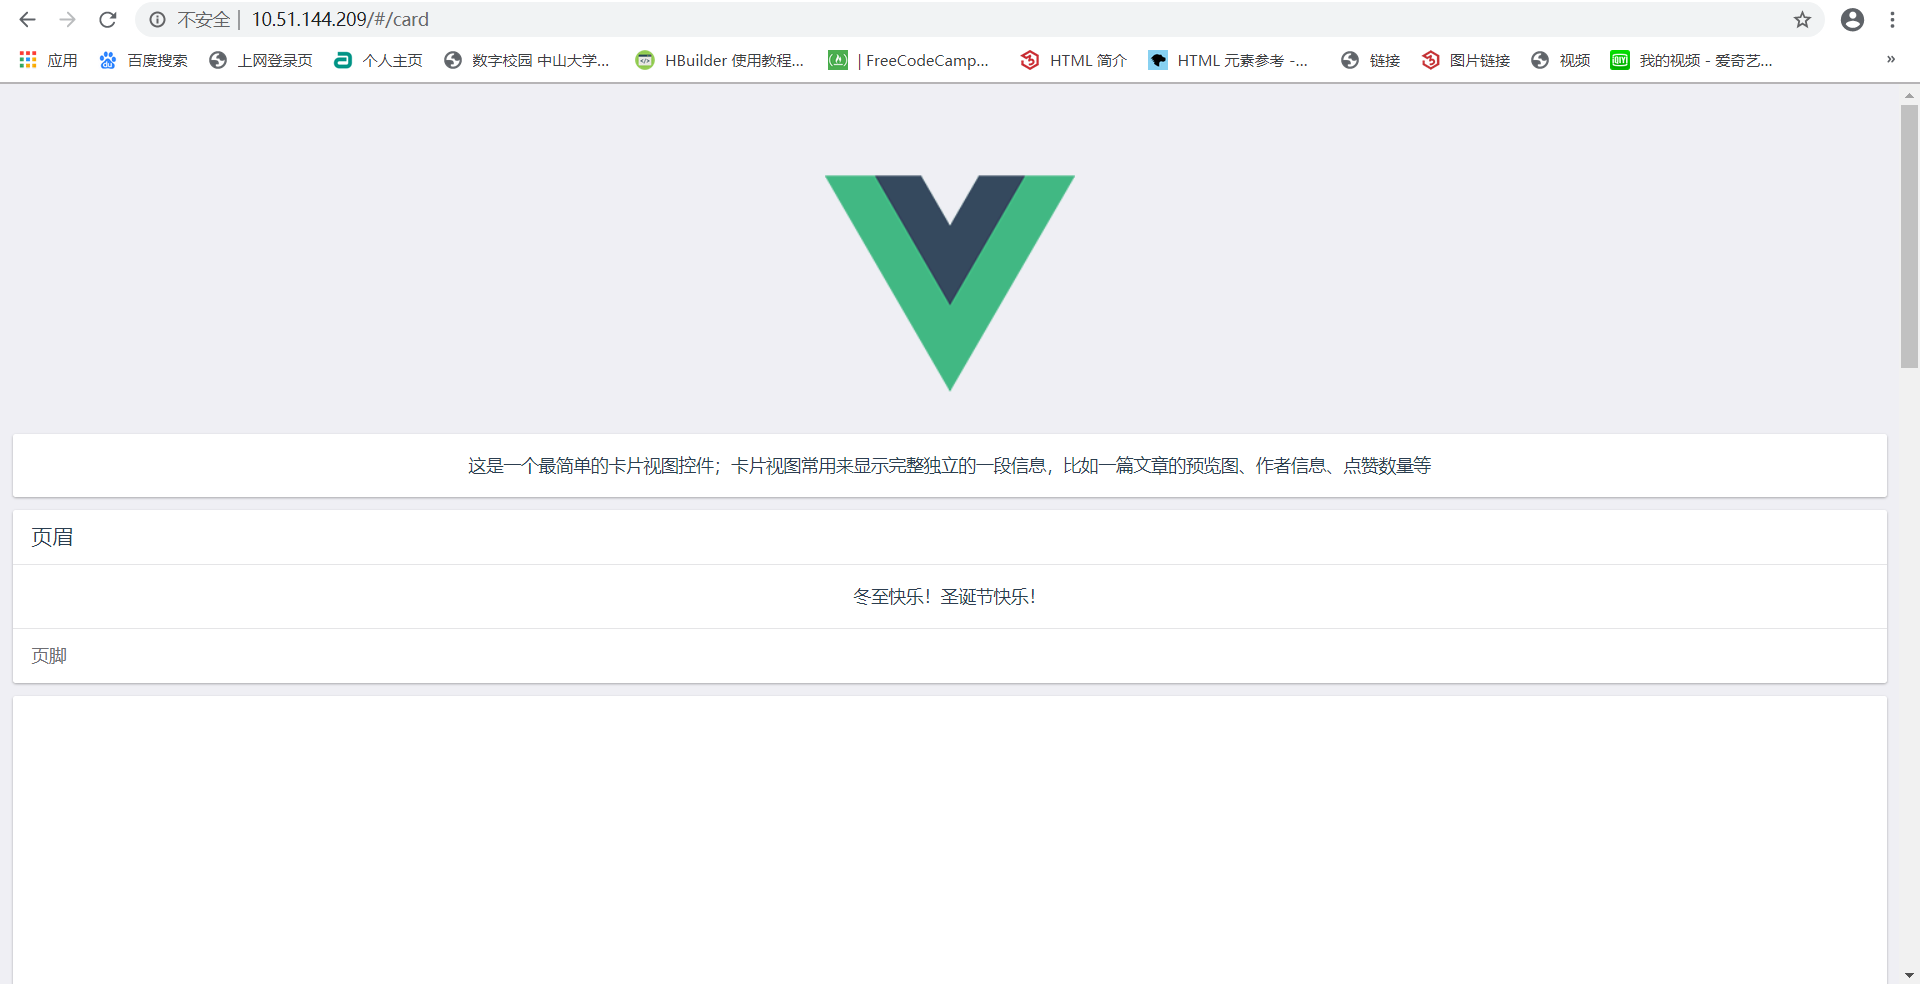 不安全 | 10.51.144.209/#/card
应用 百度搜索 上网登录页 个人主页 数字校园 中山大学... HBuilder 使用教程... | FreeCodeCamp... HTML 简介 HTML 元素参考 -... 链接 图片链接 视频 我的视频 - 爱奇艺... »
这是一个最简单的卡片视图控件；卡片视图常用来显示完整独立的一段信息，比如一篇文章的预览图、作者信息、点赞数量等
页眉
冬至快乐！圣诞节快乐！
页脚